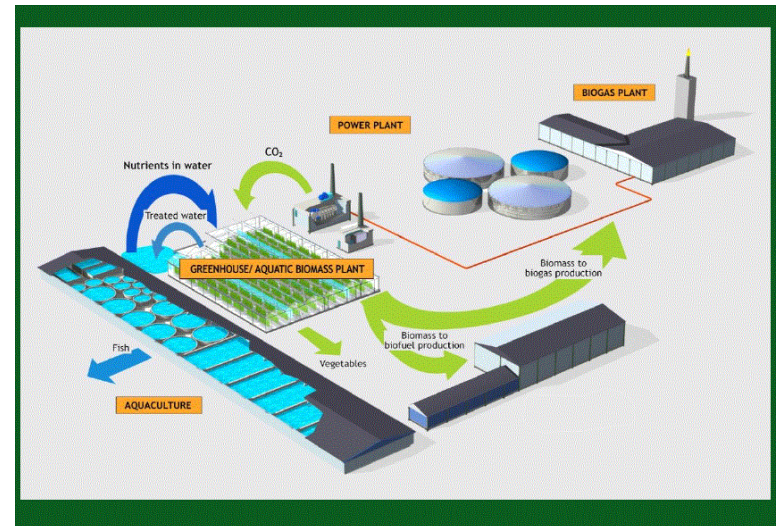 BIOGAS PLANT
POWER PLANT
CO₂
Nutrients in water
Treated water
GREENHOUSE/ AQUATIC BIOMASS PLANT
Biomass to
biogas production
Biomass to
biofuel production
Vegetables
Fish
AQUACULTURE